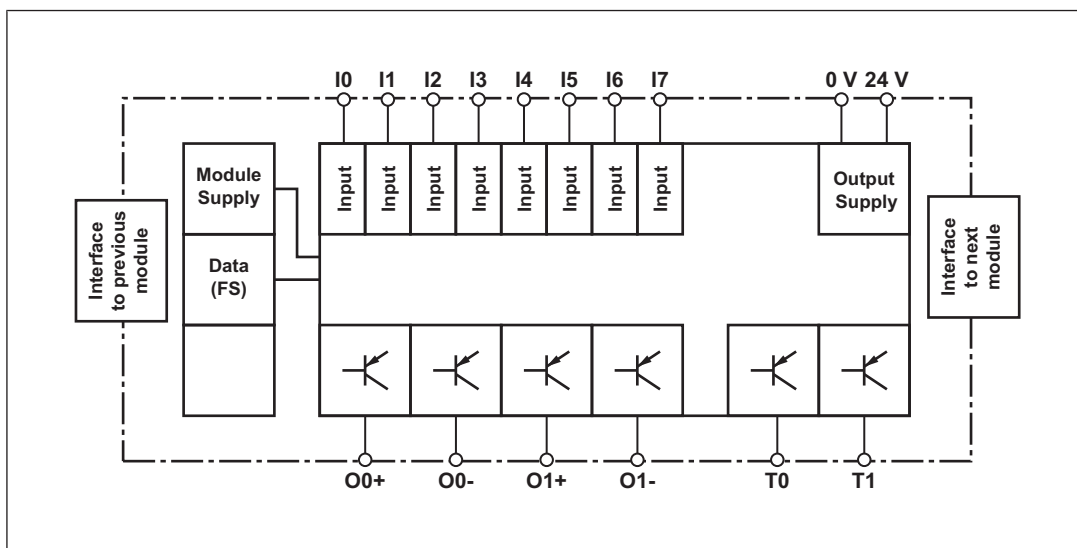 I0 I1 I2 I3 I4 I5 I6 I7 0 V 24 V
Interface
to previous
module
Module
Supply
Data
(FS)
Input
Input
Input
Input
Input
Input
Input
Input
Output
Supply
Interface
to next
module
O0+ O0- O1+ O1- T0 T1